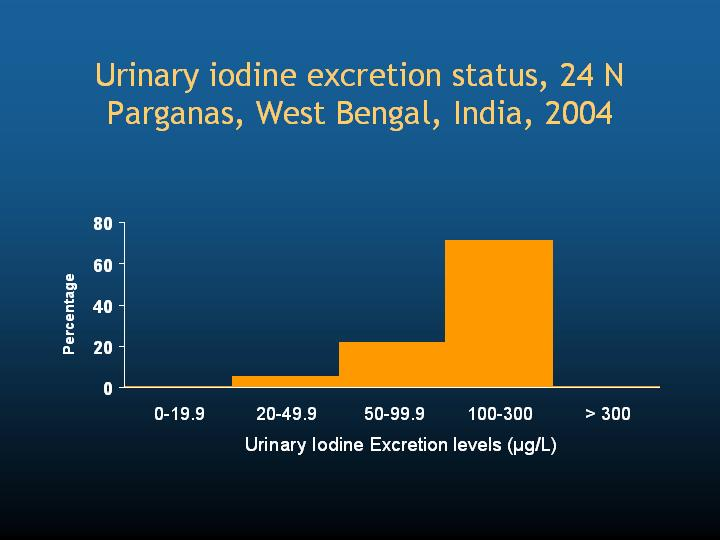 Urinary iodine excretion status, 24 N
Parganas, West Bengal, India, 2004
80
60
40
20
0
Percentage
0-19.9 20-49.9 50-99.9 100-300 > 300
Urinary Iodine Excretion levels (µg/L)